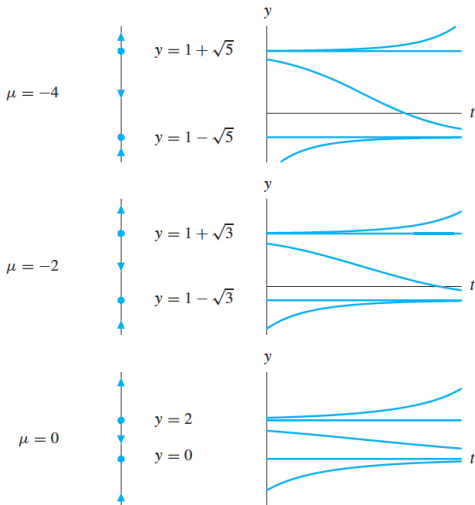 y
y = 1 + √5
μ = −4
t
y = 1 − √5
y
y = 1 + √3
μ = −2
t
y = 1 − √3
y
y = 2
μ = 0
y = 0
t